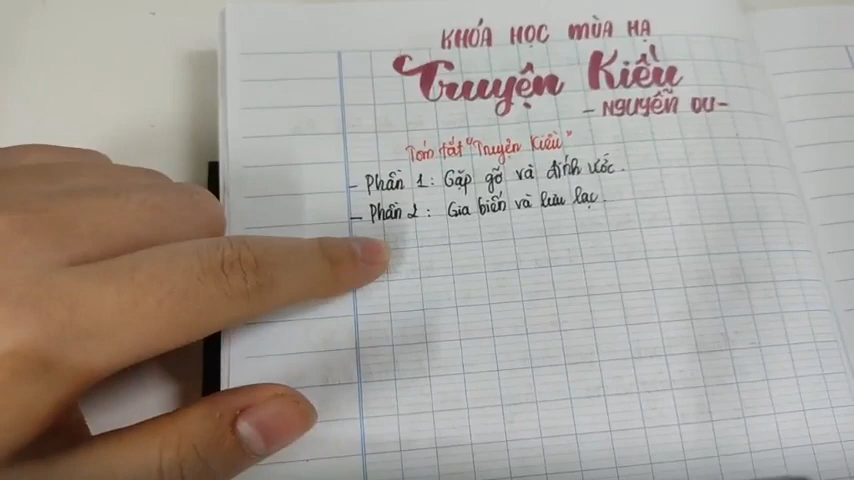 KHÓA HỌC MÙA HẠ
Truyện Kiều
- NGUYỄN DU -
Tóm tắt "Truyện Kiều"
- Phần 1: Gặp gỡ và đính ước.
- Phần 2: Gia biến và lưu lạc.